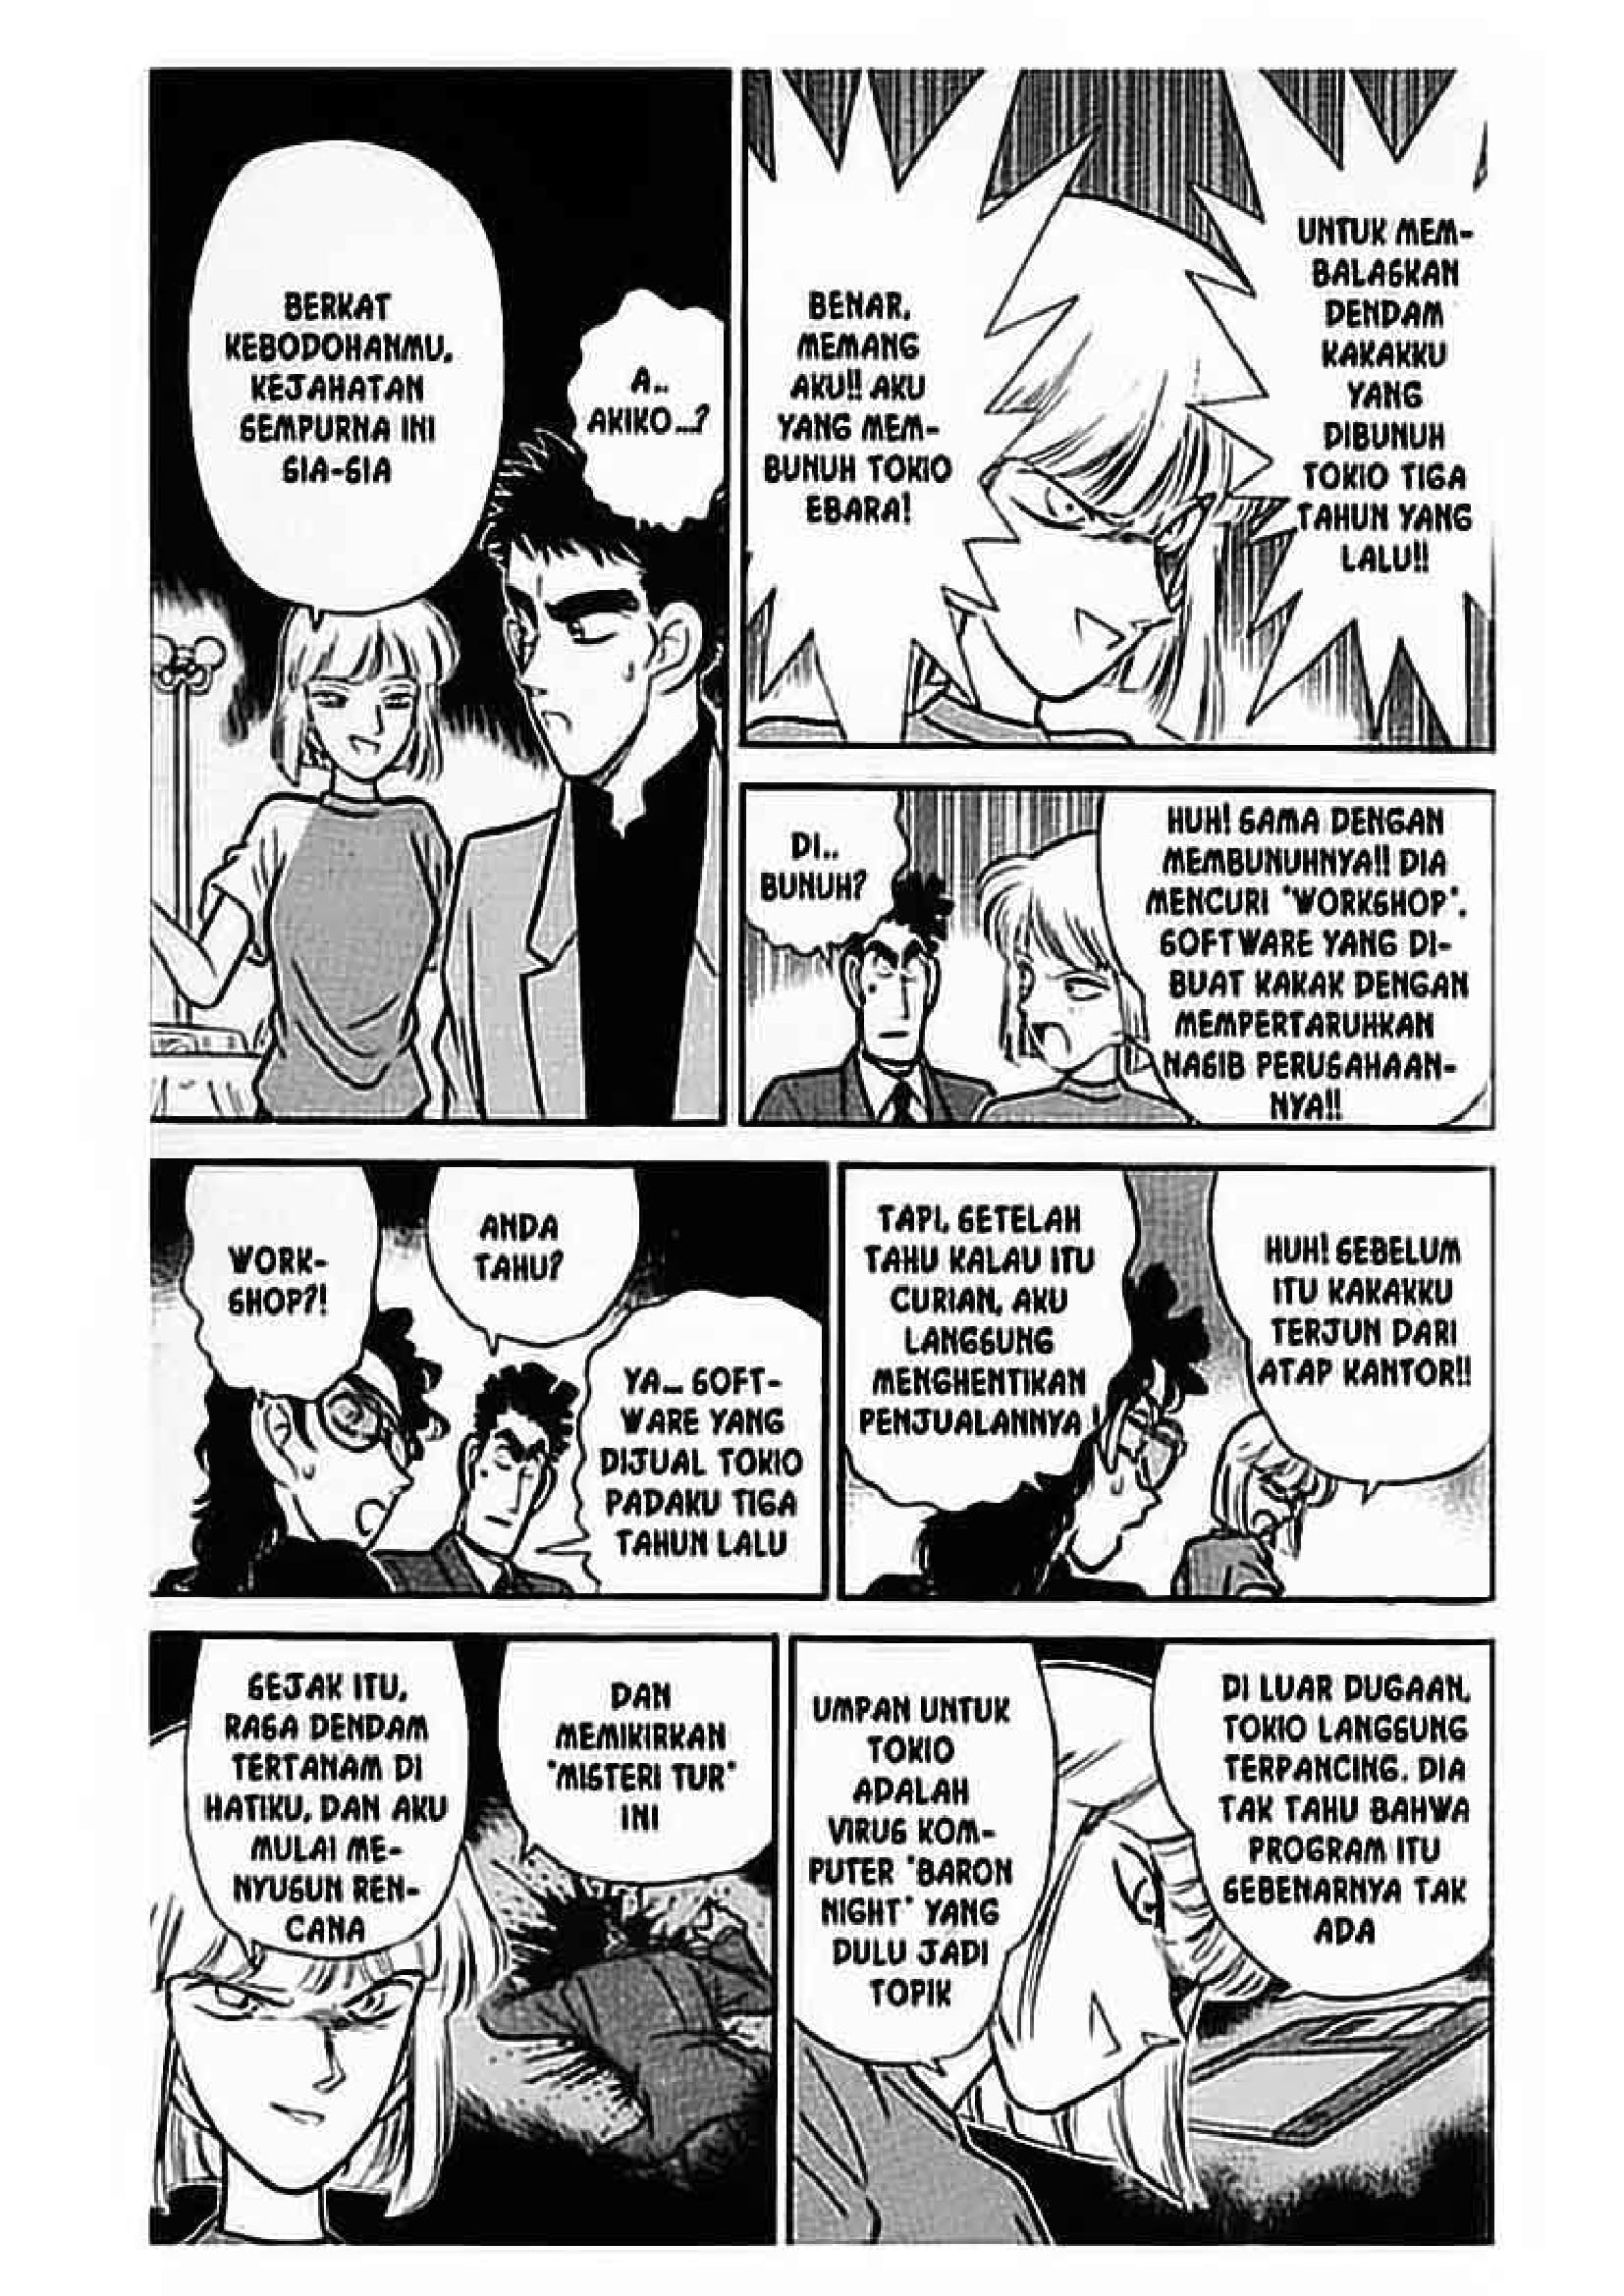 BERKAT
KEBODOHANMU,
KEJAHATAN
SEMPURNA INI
SIA-SIA
A..
AKIKO...?
BENAR,
MEMANG
AKU!! AKU
YANG MEM-
BUNUH TOKIO
EBARA!
UNTUK MEM-
BALASKAN
DENDAM
KAKAKKU
YANG
DIBUNUH
TOKIO TIGA
TAHUN YANG
LALU!!
DI..
BUNUH?
HUH! SAMA DENGAN
MEMBUNUHNYA!! DIA
MENCURI "WORKSHOP",
SOFTWARE YANG DI-
BUAT KAKAK DENGAN
MEMPERTARUHKAN
NASIB PERUSAHAAN-
NYA!!
WORK-
SHOP?!
ANDA
TAHU?
YA... SOFT-
WARE YANG
DIJUAL TOKIO
PADAKU TIGA
TAHUN LALU
TAPI, SETELAH
TAHU KALAU ITU
CURIAN, AKU
LANGSUNG
MENGHENTIKAN
PENJUALANNYA!
HUH! SEBELUM
ITU KAKAKKU
TERJUN DARI
ATAP KANTOR!!
SEJAK ITU,
RASA DENDAM
TERTANAM DI
HATIKU, DAN AKU
MULAI ME-
NYUSUN REN-
CANA
DAN
MEMIKIRKAN
"MISTERI TUR"
INI
UMPAN UNTUK
TOKIO
ADALAH
VIRUS KOM-
PUTER "BARON
NIGHT" YANG
DULU JADI
TOPIK
DI LUAR DUGAAN,
TOKIO LANGSUNG
TERPANCING. DIA
TAK TAHU BAHWA
PROGRAM ITU
SEBENARNYA TAK
ADA